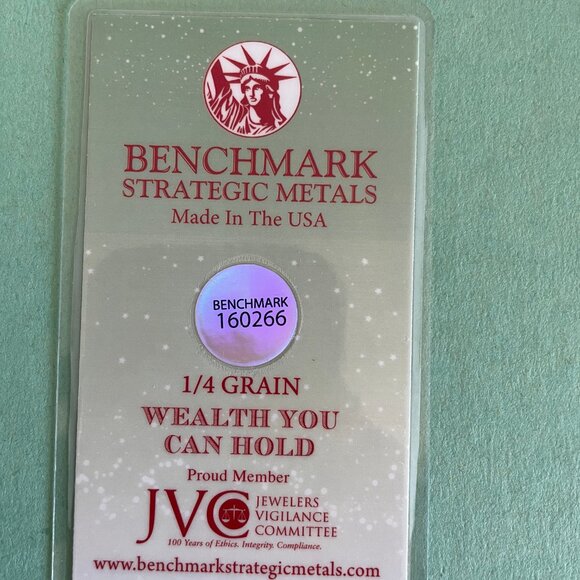 BENCHMARK
STRATEGIC METALS
Made In The USA
BENCHMARK
160266
1/4 GRAIN
WEALTH YOU
CAN HOLD
Proud Member
JVC
JEWELERS
VIGILANCE
COMMITTEE
100 Years of Ethics. Integrity. Compliance.
www.benchmarkstrategicmetals.com